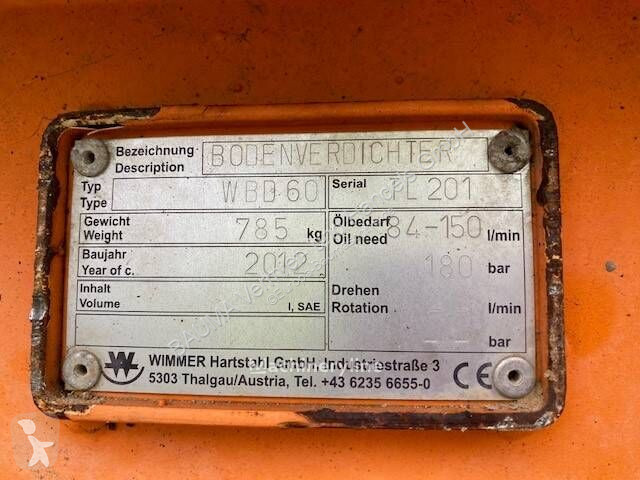 Bezeichnung BODENVERDICHTER
Description
Typ WBD 60 Serial TL 201
Type
Gewicht 785 kg Ölbedarf 84-150 l/min
Weight Oil need
Baujahr 2012 180 bar
Year of c.
Inhalt Drehen
Volume l, SAE Rotation l/min
bar
WIMMER Hartstahl GmbH, Industriestraße 3
5303 Thalgau/Austria, Tel. +43 6235 6655-0
CE